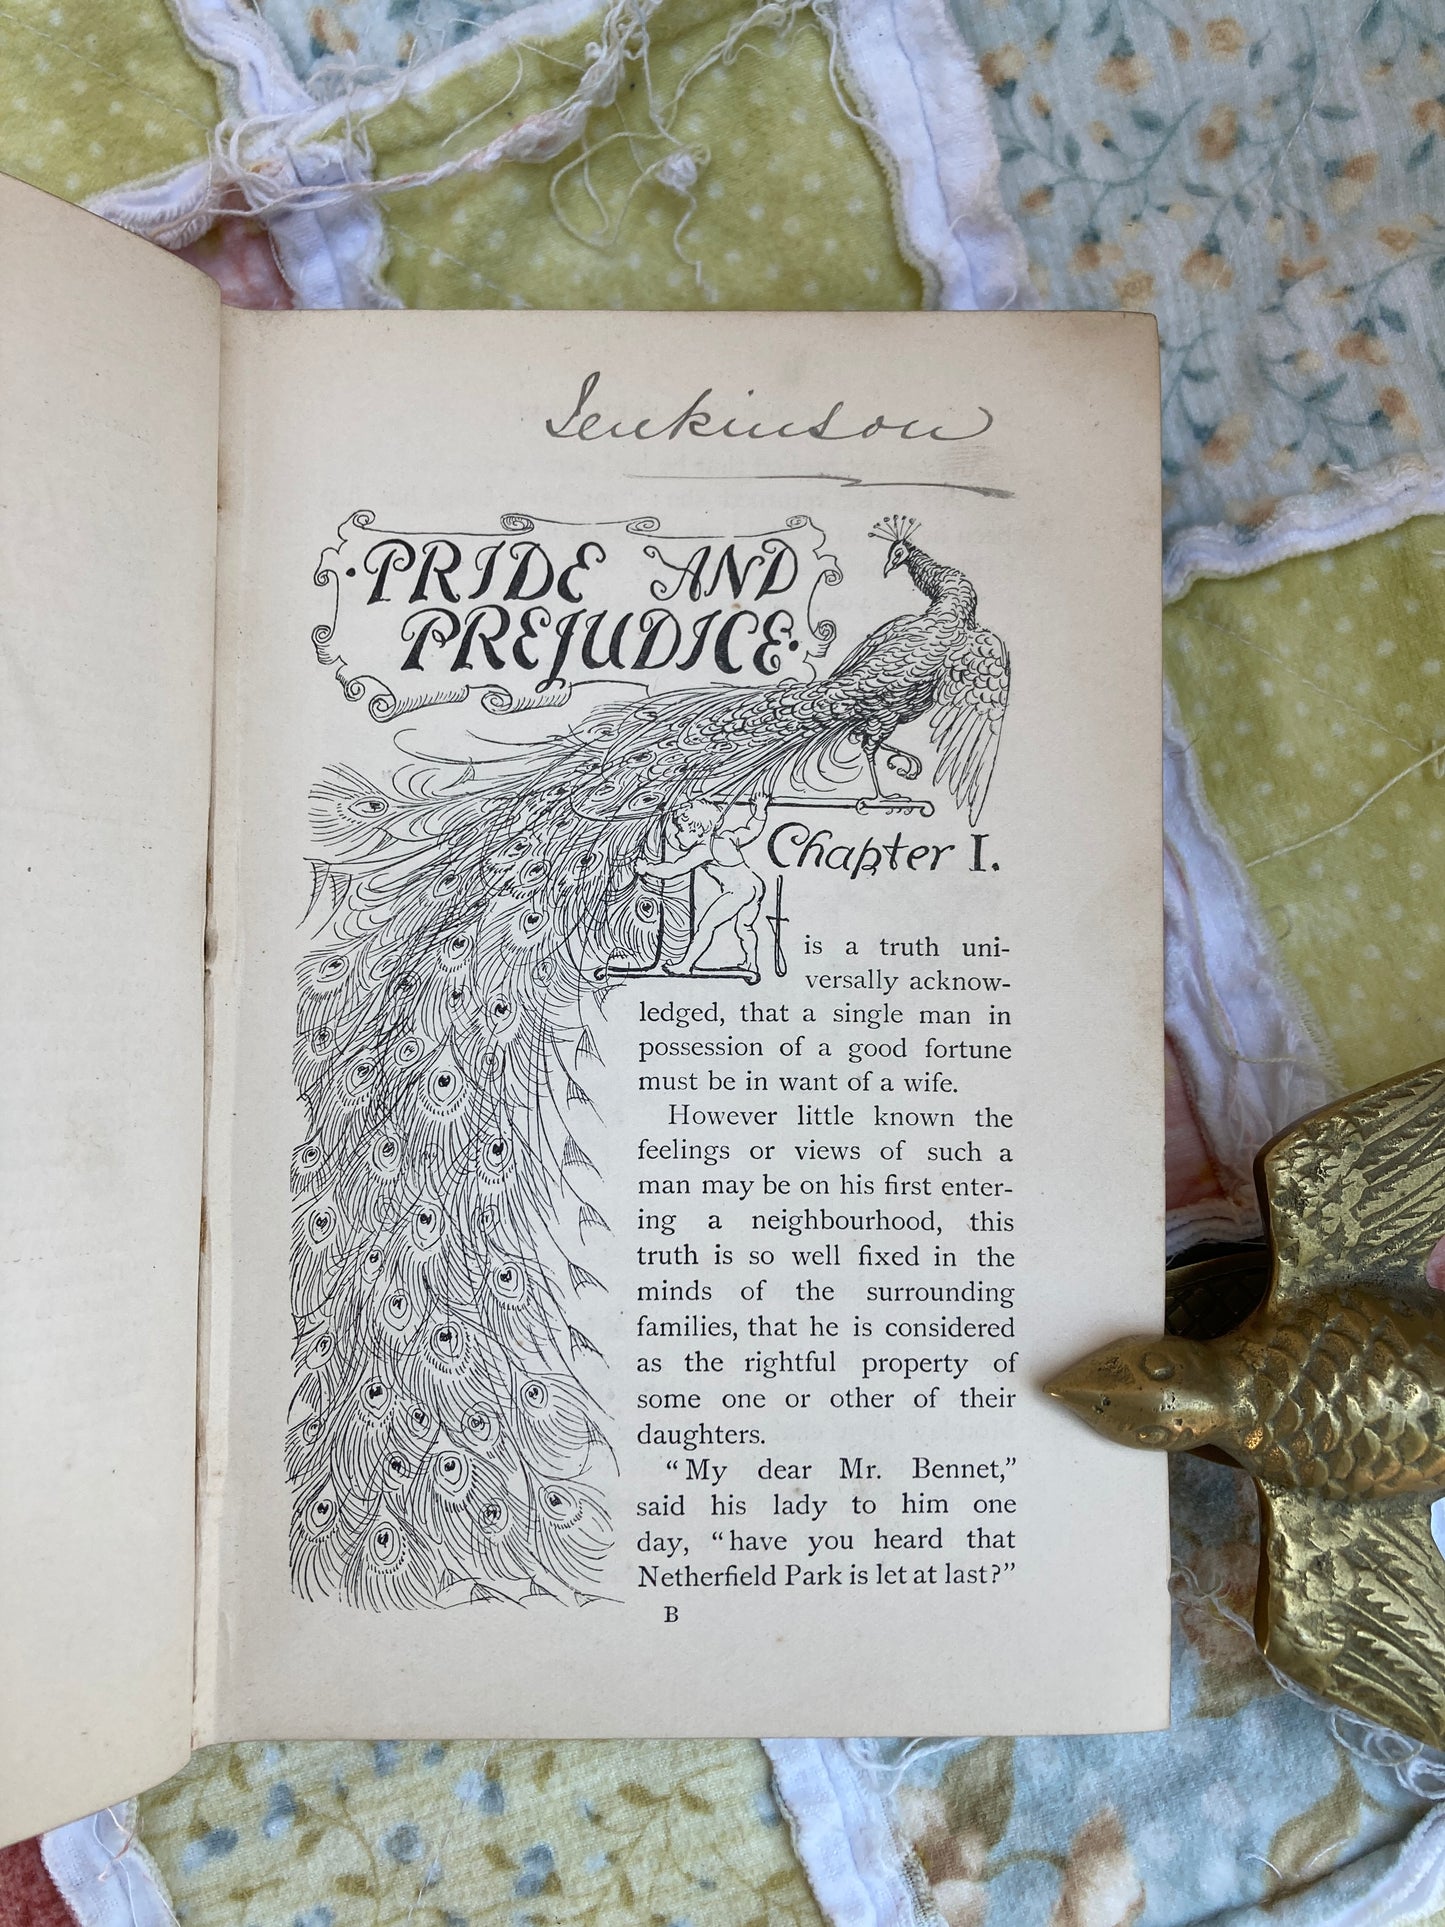 Jenkinson
·PRIDE AND
PREJUDICE·
Chapter I.
It is a truth uni-
versally acknow-
ledged, that a single man in
possession of a good fortune
must be in want of a wife.
However little known the
feelings or views of such a
man may be on his first enter-
ing a neighbourhood, this
truth is so well fixed in the
minds of the surrounding
families, that he is considered
as the rightful property of
some one or other of their
daughters.
“My dear Mr. Bennet,”
said his lady to him one
day, “have you heard that
Netherfield Park is let at last?”
B